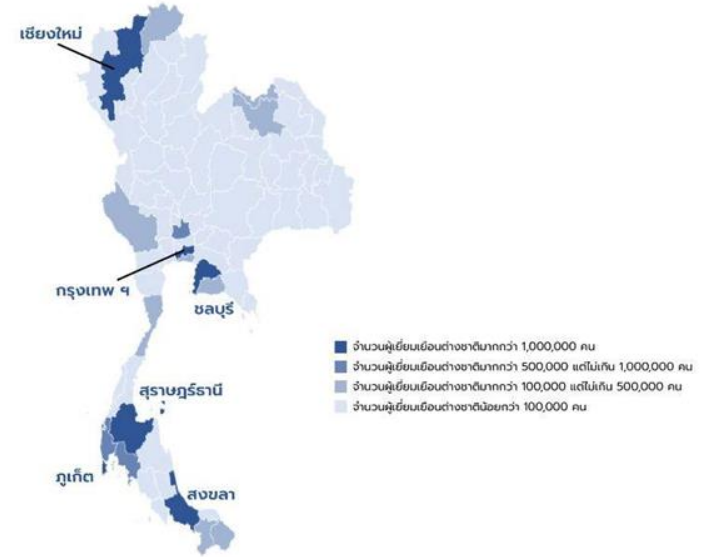 เชียงใหม่
กรุงเทพ ฯ
ชลบุรี
จำนวนผู้เยี่ยมเยือนต่างชาติมากกว่า 1,000,000 คน
จำนวนผู้เยี่ยมเยือนต่างชาติมากกว่า 500,000 แต่ไม่เกิน 1,000,000 คน
จำนวนผู้เยี่ยมเยือนต่างชาติมากกว่า 100,000 แต่ไม่เกิน 500,000 คน
จำนวนผู้เยี่ยมเยือนต่างชาติน้อยกว่า 100,000 คน
สุราษฎร์ธานี
ภูเก็ต
สงขลา